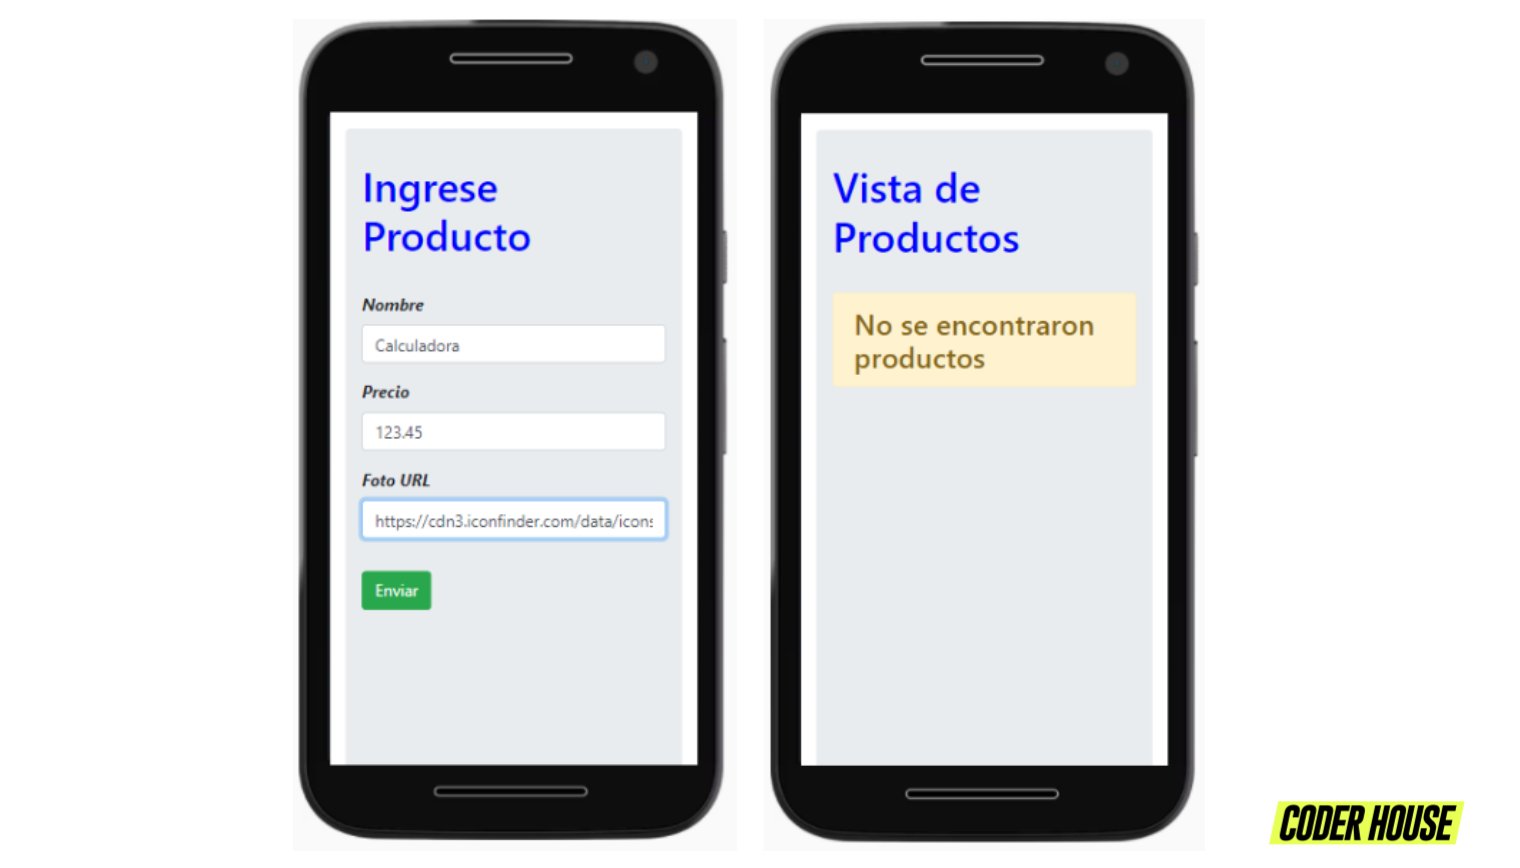 Ingrese
Producto
Nombre
Calculadora
Precio
123.45
Foto URL
https://cdn3.iconfinder.com/data/icons
Enviar
Vista de
Productos
No se encontraron
productos
CODER HOUSE